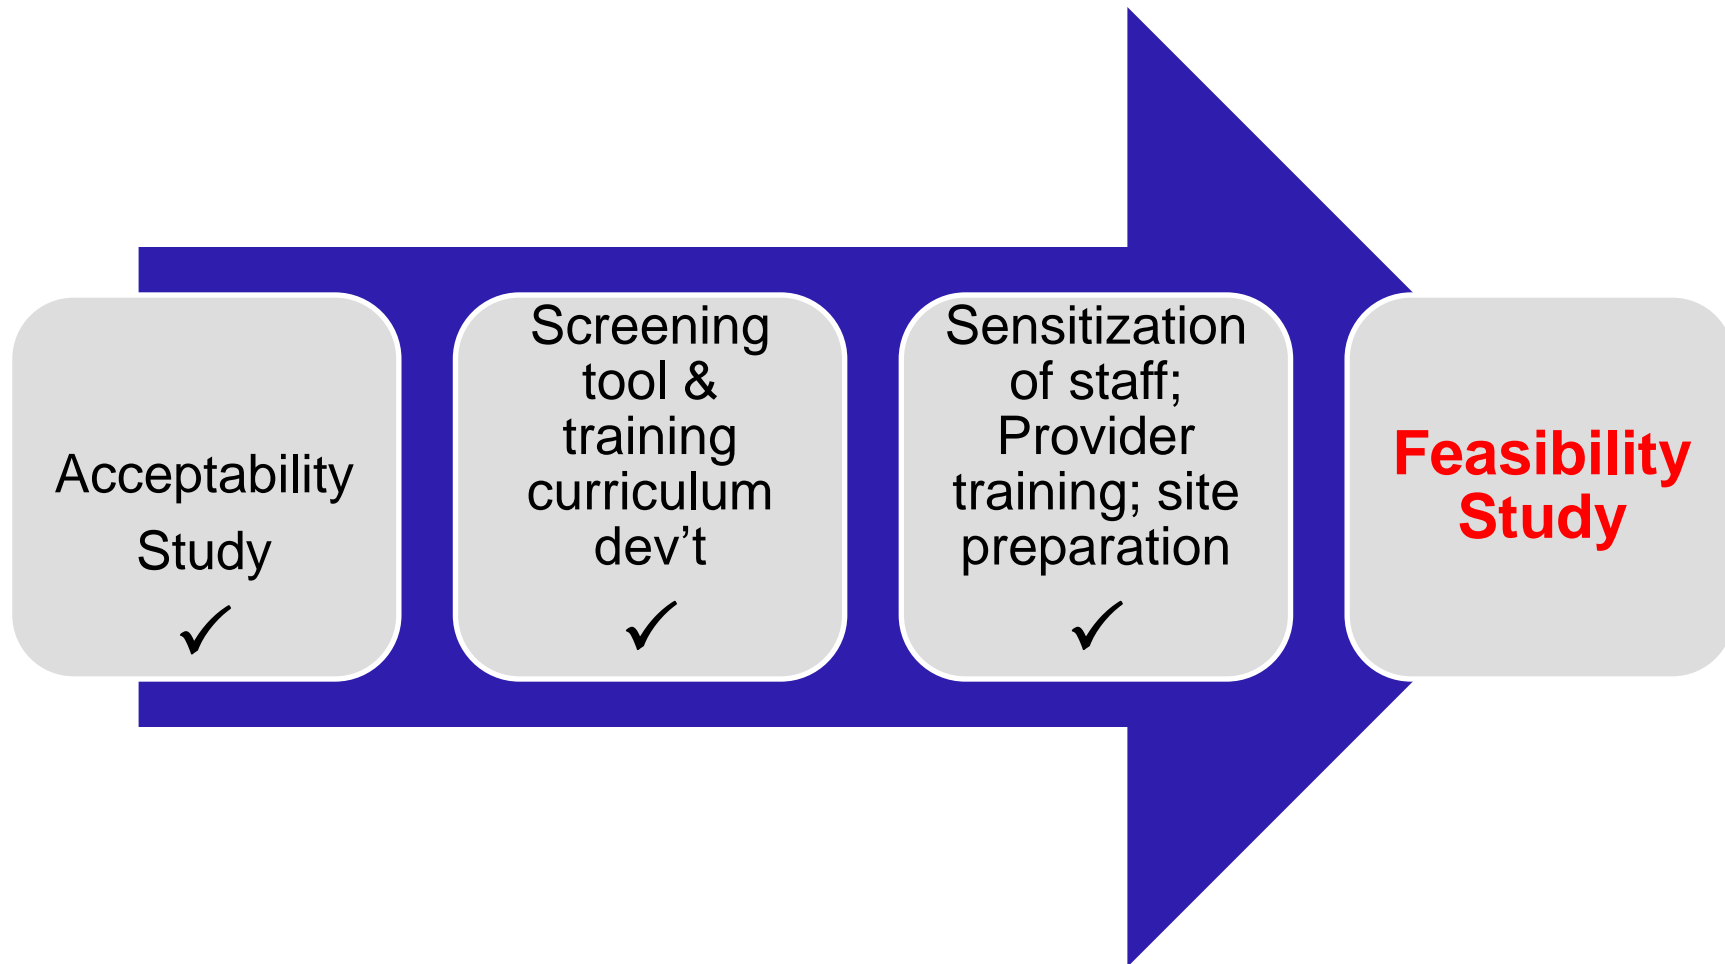 Acceptability
Study
✓
Screening
tool &
training
curriculum
dev’t
✓
Sensitization
of staff;
Provider
training; site
preparation
✓
Feasibility
Study